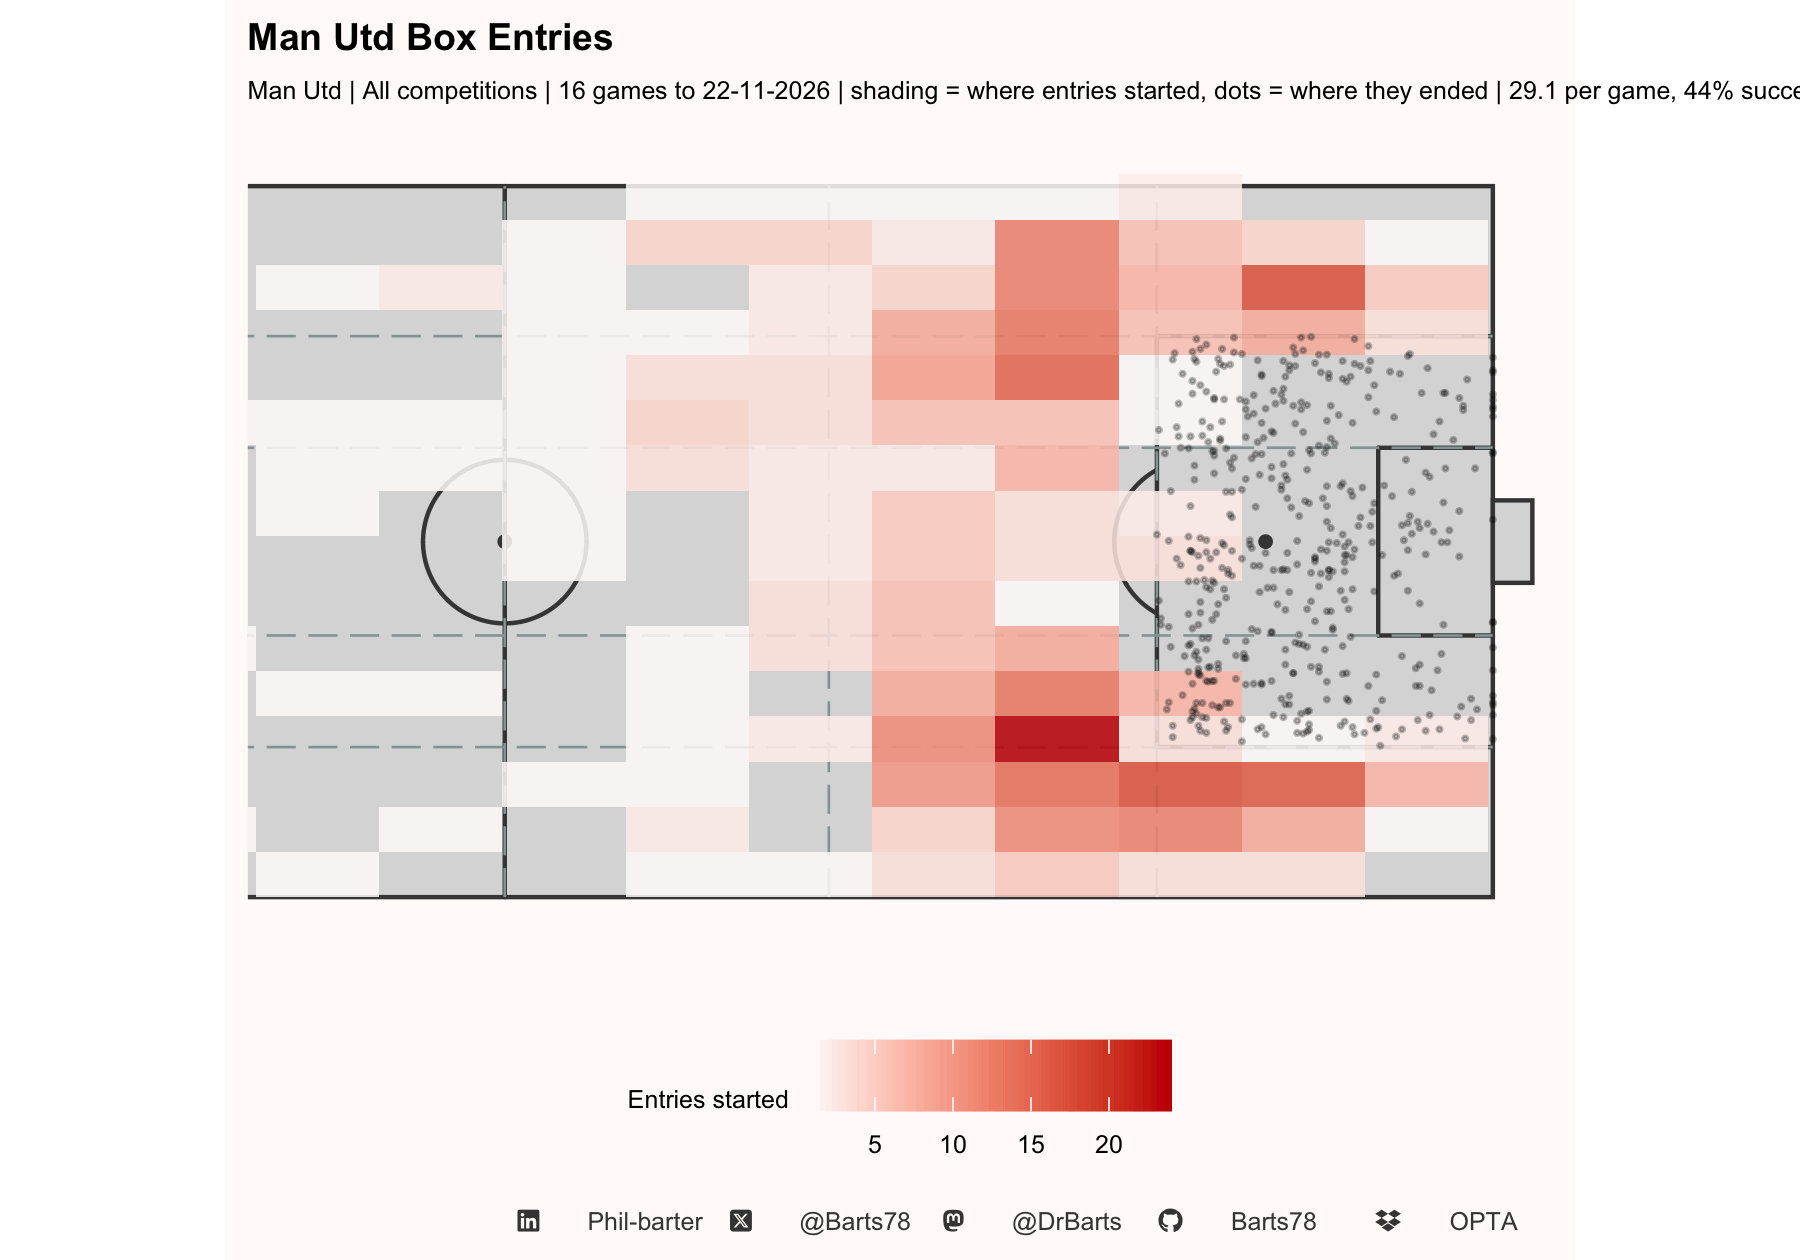 Man Utd Box Entries
Man Utd | All competitions | 16 games to 22-11-2026 | shading = where entries started, dots = where they ended | 29.1 per game, 44% succe
Entries started
5 10 15 20
Phil-barter @Barts78 @DrBarts Barts78 OPTA